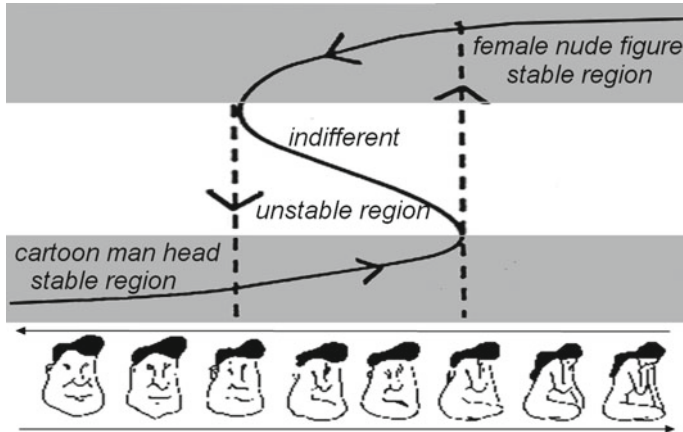 female nude figure
stable region
indifferent
unstable region
cartoon man head
stable region